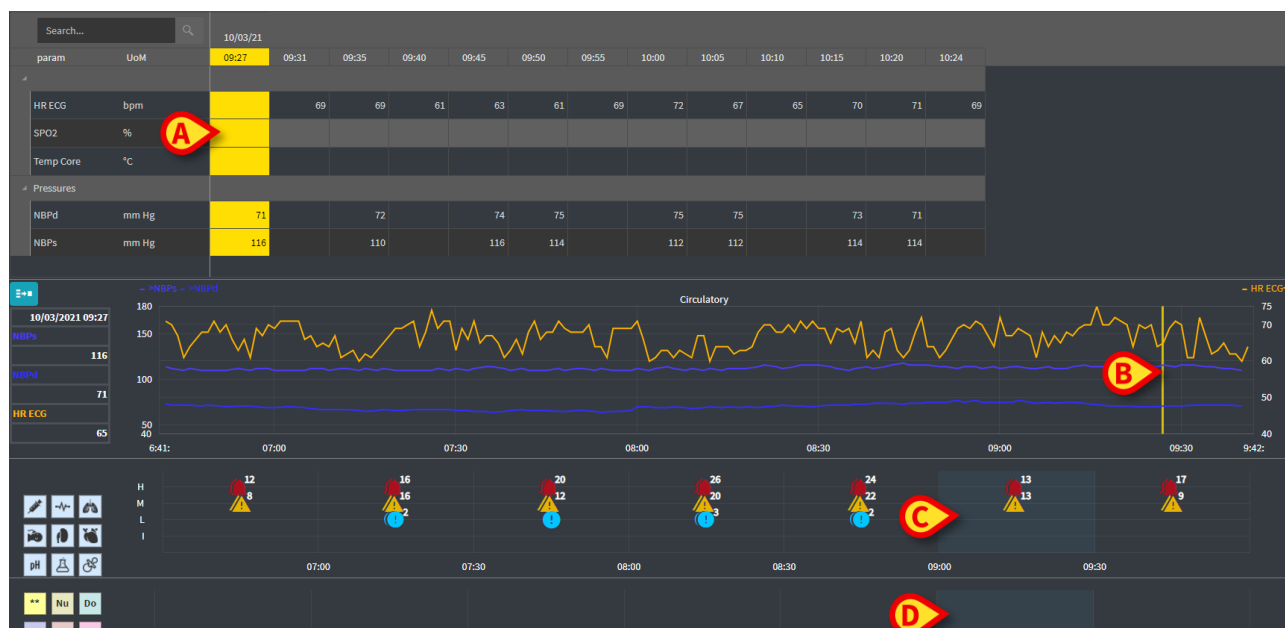 Search...
10/03/21
param UoM 09:27 09:31 09:35 09:40 09:45 09:50 09:55 10:00 10:05 10:10 10:15 10:20 10:24
HR ECG bpm 69 69 61 63 61 69 72 67 65 70 71 69
SPO2 % A
Temp Core °C
Pressures
NBPd mm Hg 71 72 74 75 75 75 73 71
NBPs mm Hg 116 110 116 114 112 112 114 114
>NBPs >NBPd HR ECG
Circulatory
180 75
10/03/2021 09:27
NBPs 150 70
116 60
NBPd 100 B
71 50
HR ECG 50
65 40 40
6:41: 07:00 07:30 08:00 08:30 09:00 09:30 9:42:
H 12 16 20 26 24 13 17
M 8 16 12 20 22 13 9
L 2 3 2 C
I
pH
07:00 07:30 08:00 08:30 09:00 09:30
** Nu Do
D